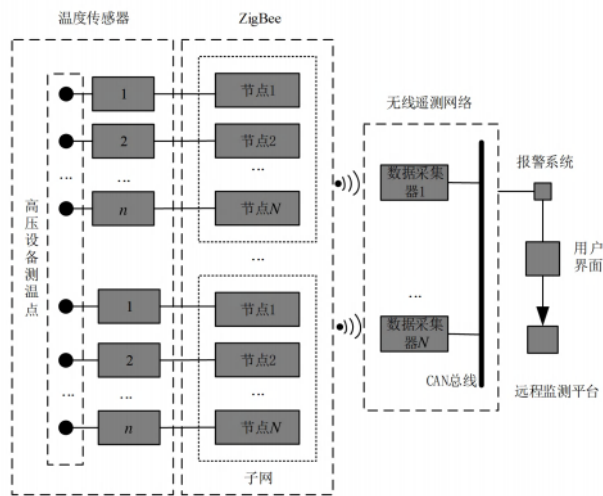 温度传感器
ZigBee
1
节点1
2
节点2
...
...
...
n
节点N
高压设备测温点
...
1
节点1
2
节点2
...
...
...
n
节点N
子网
无线遥测网络
数据采集
器1
...
数据采集
器N
CAN总线
报警系统
用户
界面
远程监测平台